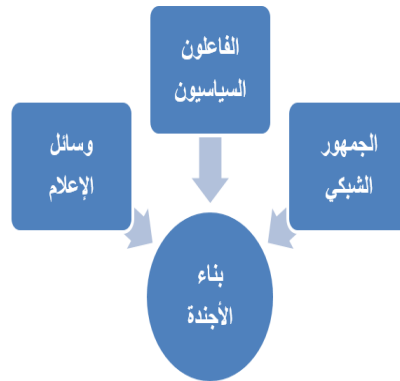 الفاعلون
السياسيون
الجمهور
الشبكي
وسائل
الإعلام
بناء
الأجندة